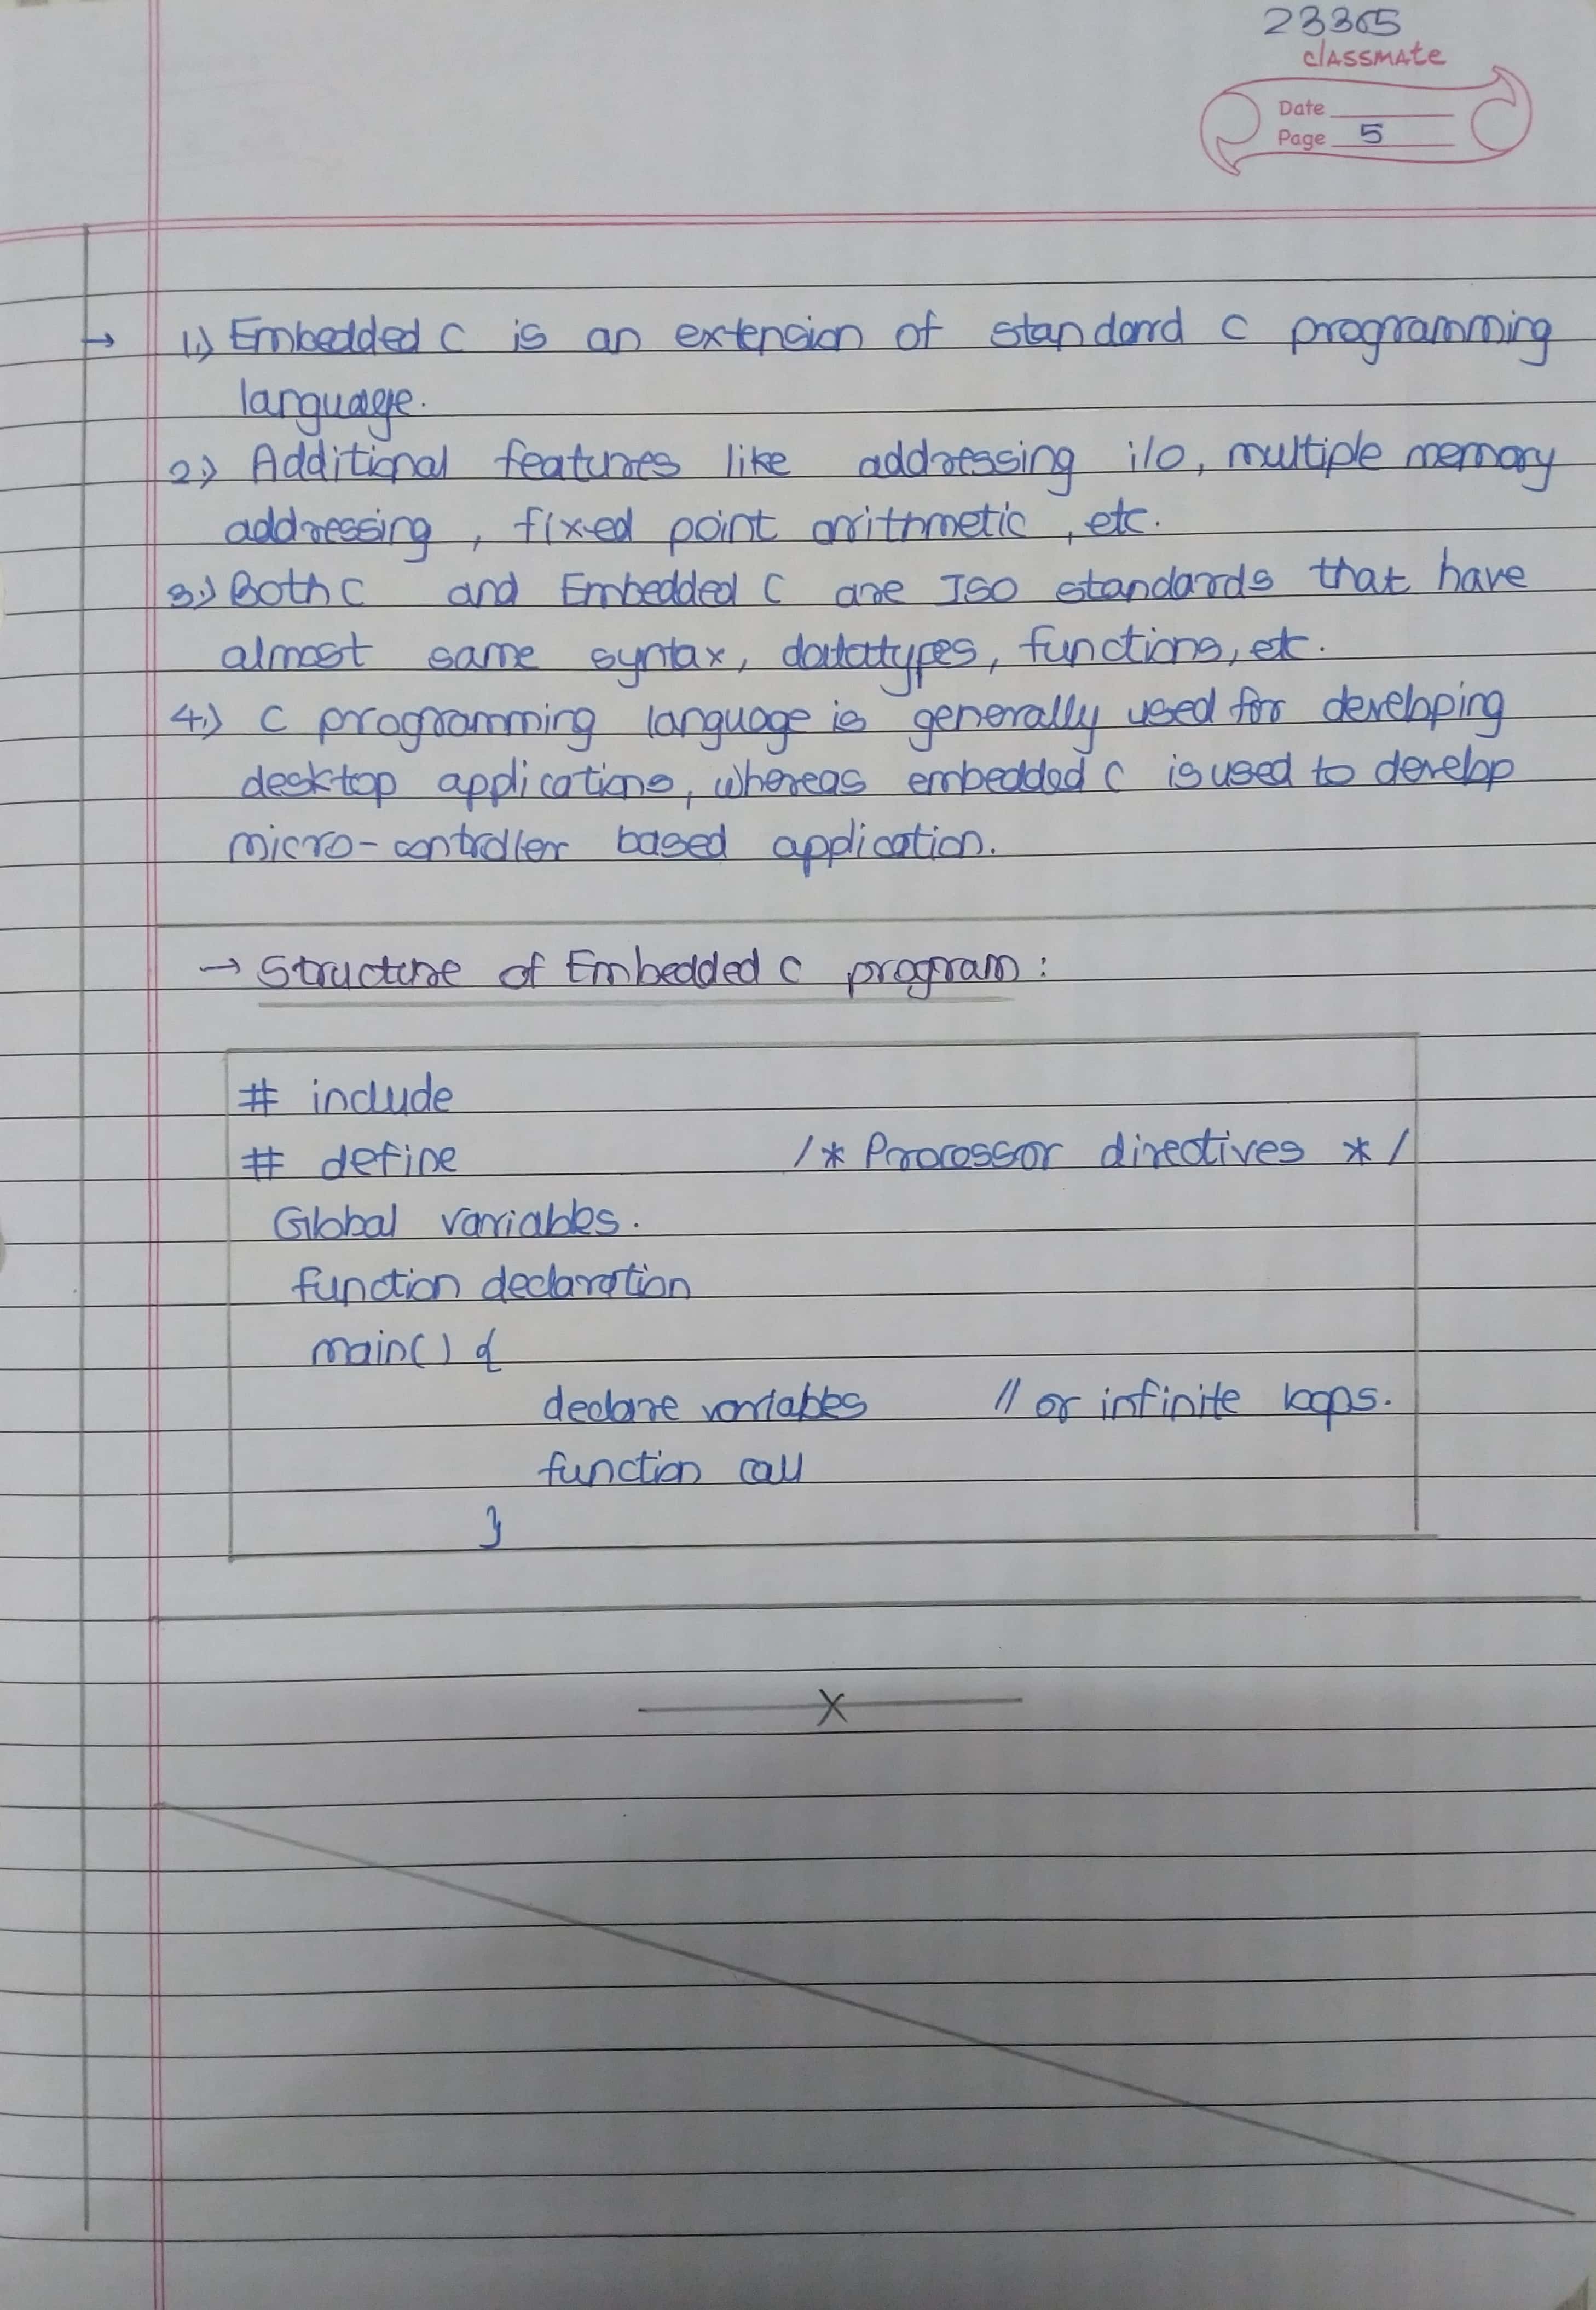 23365
classmate
Date
Page 5
→ 1.) Embedded C is an extension of standard C programming
language.
2.) Additional features like addressing i/o, multiple memory
addressing, fixed point arithmetic, etc.
3.) Both C and Embedded C are ISO standards that have
almost same syntax, datatypes, functions, etc.
4.) C programming language is generally used for developing
desktop applications, whereas embedded C is used to develop
micro-controller based application.
→ Structure of Embedded C program:
# include
# define /* Processor directives */
Global variables.
function declaration
main() {
declare variables // or infinite loops.
function call
}
X